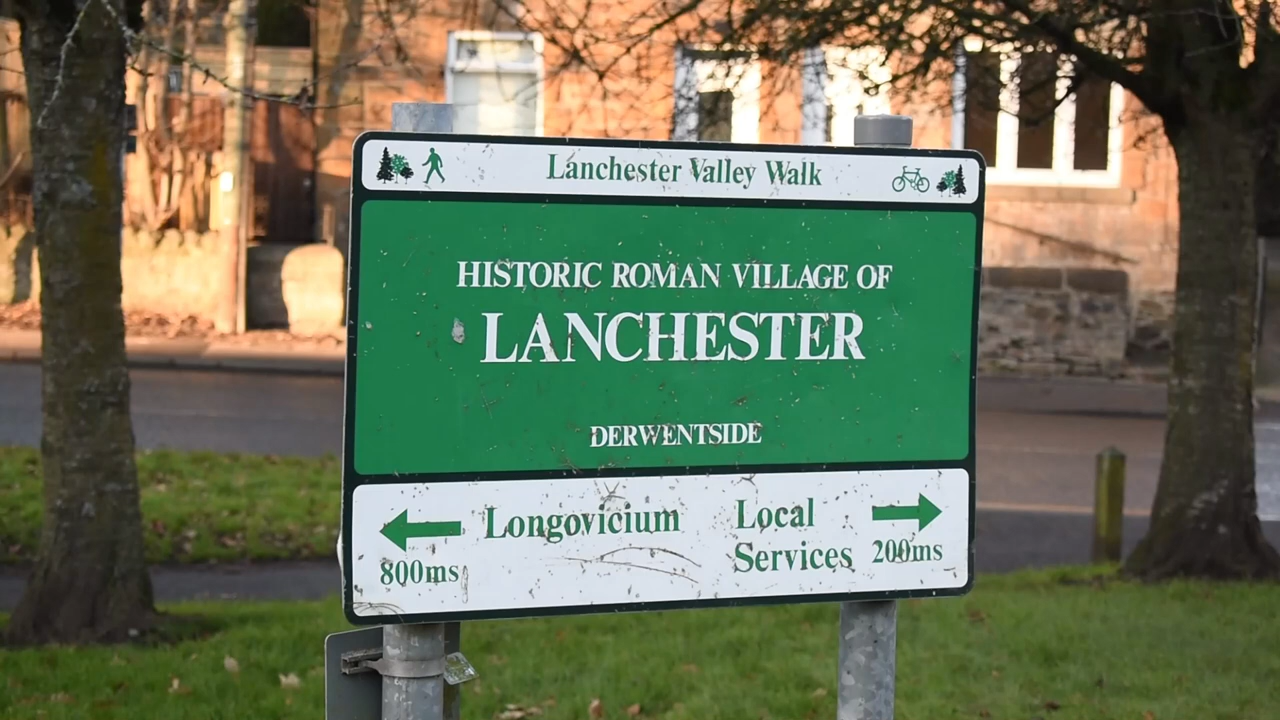 Lanchester Valley Walk
HISTORIC ROMAN VILLAGE OF
LANCHESTER
DERWENTSIDE
Longovicium
800ms
Local
Services
200ms